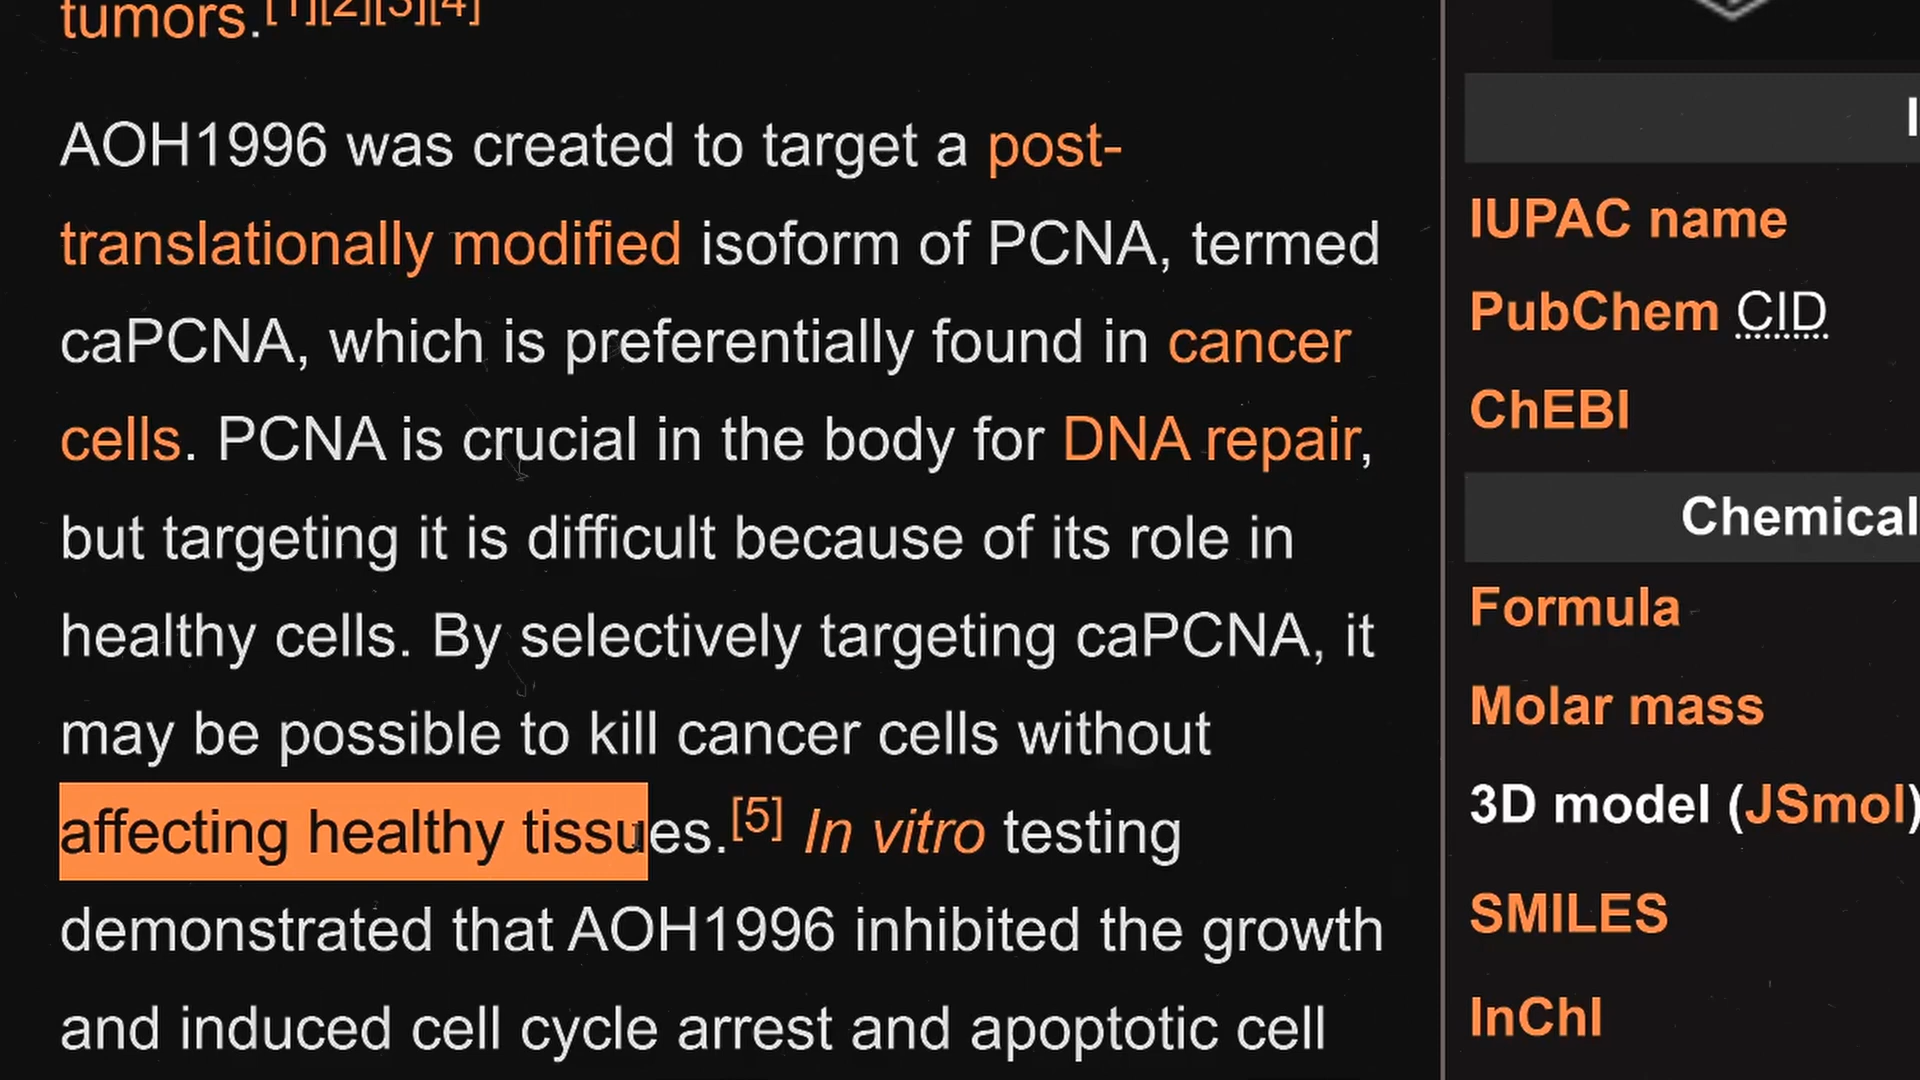 tumors.[1][2][3][4]
AOH1996 was created to target a post-
translationally modified isoform of PCNA, termed
caPCNA, which is preferentially found in cancer
cells. PCNA is crucial in the body for DNA repair,
but targeting it is difficult because of its role in
healthy cells. By selectively targeting caPCNA, it
may be possible to kill cancer cells without
affecting healthy tissues.[5] In vitro testing
demonstrated that AOH1996 inhibited the growth
and induced cell cycle arrest and apoptotic cell
IUPAC name
PubChem CID
ChEBI
Chemical
Formula
Molar mass
3D model (JSmol)
SMILES
InChI